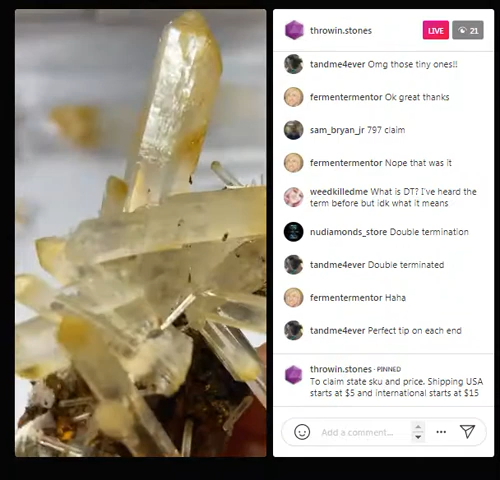 throwin.stones LIVE 21
tandme4ever Omg those tiny ones!!
fermentermentor Ok great thanks
sam_bryan_jr 797 claim
fermentermentor Nope that was it
weedkilledme What is DT? I've heard the
term before but idk what it means
nudiamonds_store Double termination
tandme4ever Double terminated
fermentermentor Haha
tandme4ever Perfect tip on each end
throwin.stones · PINNED
To claim state sku and price. Shipping USA
starts at $5 and international starts at $15
Add a comment...